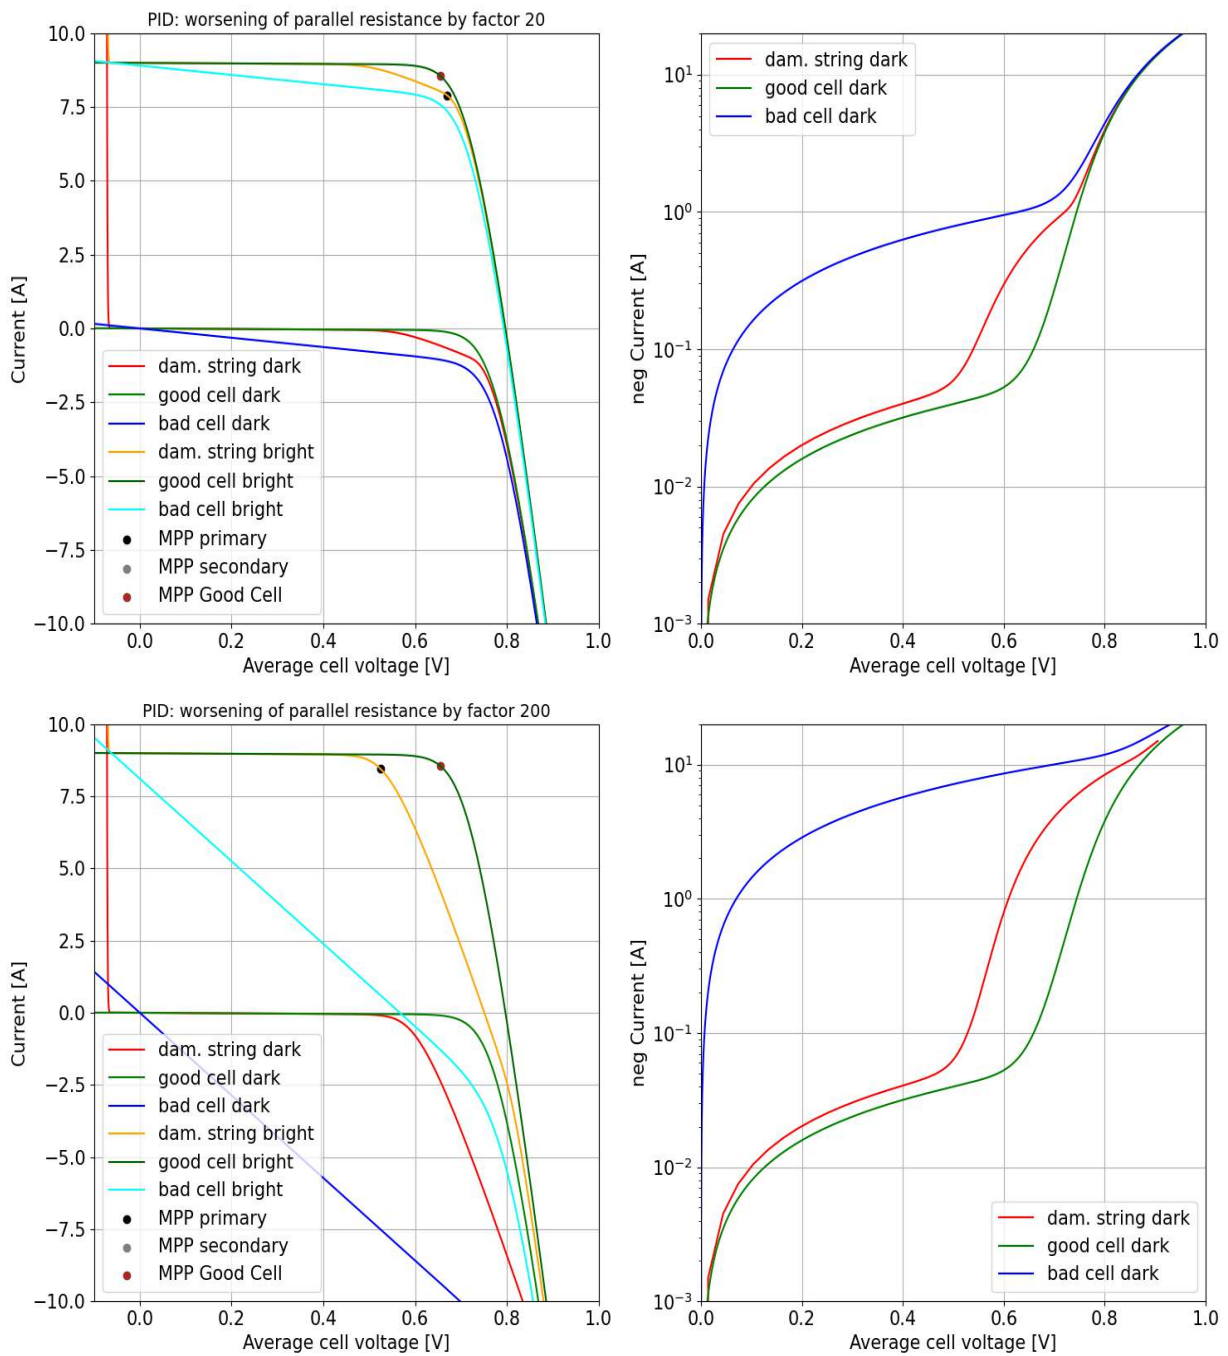 PID: worsening of parallel resistance by factor 20
10.0
7.5
5.0
2.5
0.0
−2.5
−5.0
−7.5
−10.0
Current [A]
dam. string dark
good cell dark
bad cell dark
dam. string bright
good cell bright
bad cell bright
MPP primary
MPP secondary
MPP Good Cell
0.0 0.2 0.4 0.6 0.8 1.0
Average cell voltage [V]
dam. string dark
good cell dark
bad cell dark
10¹
10⁰
10⁻¹
10⁻²
10⁻³
neg Current [A]
0.0 0.2 0.4 0.6 0.8 1.0
Average cell voltage [V]
PID: worsening of parallel resistance by factor 200
10.0
7.5
5.0
2.5
0.0
−2.5
−5.0
−7.5
−10.0
Current [A]
dam. string dark
good cell dark
bad cell dark
dam. string bright
good cell bright
bad cell bright
MPP primary
MPP secondary
MPP Good Cell
0.0 0.2 0.4 0.6 0.8 1.0
Average cell voltage [V]
10¹
10⁰
10⁻¹
10⁻²
10⁻³
neg Current [A]
dam. string dark
good cell dark
bad cell dark
0.0 0.2 0.4 0.6 0.8 1.0
Average cell voltage [V]